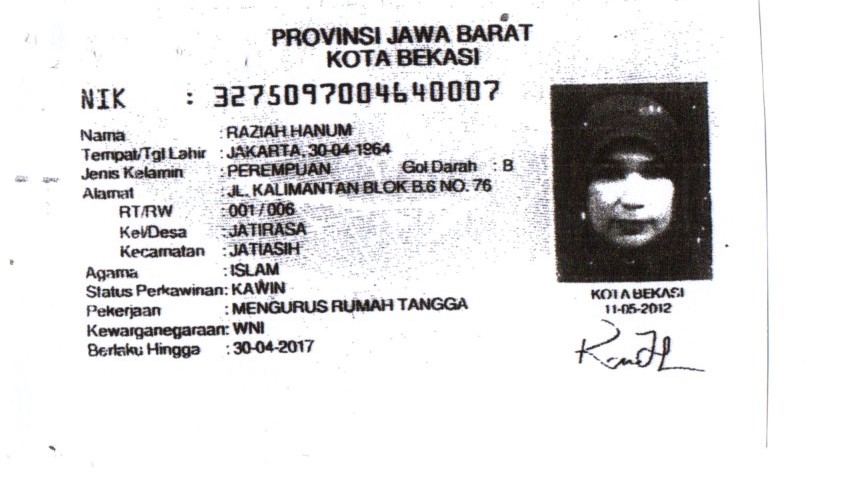 PROVINSI JAWA BARAT
KOTA BEKASI
NIK : 3275097004640007
Nama : RAZIAH HANUM
Tempat/Tgl Lahir : JAKARTA, 30-04-1964
Jenis Kelamin : PEREMPUAN Gol Darah : B
Alamat : JL. KALIMANTAN BLOK B.6 NO. 76
RT/RW : 001 / 006
Kel/Desa : JATIRASA
Kecamatan : JATIASIH
Agama : ISLAM
Status Perkawinan: KAWIN
Pekerjaan : MENGURUS RUMAH TANGGA
Kewarganegaraan: WNI
Berlaku Hingga : 30-04-2017
KOTA BEKASI
11-05-2012